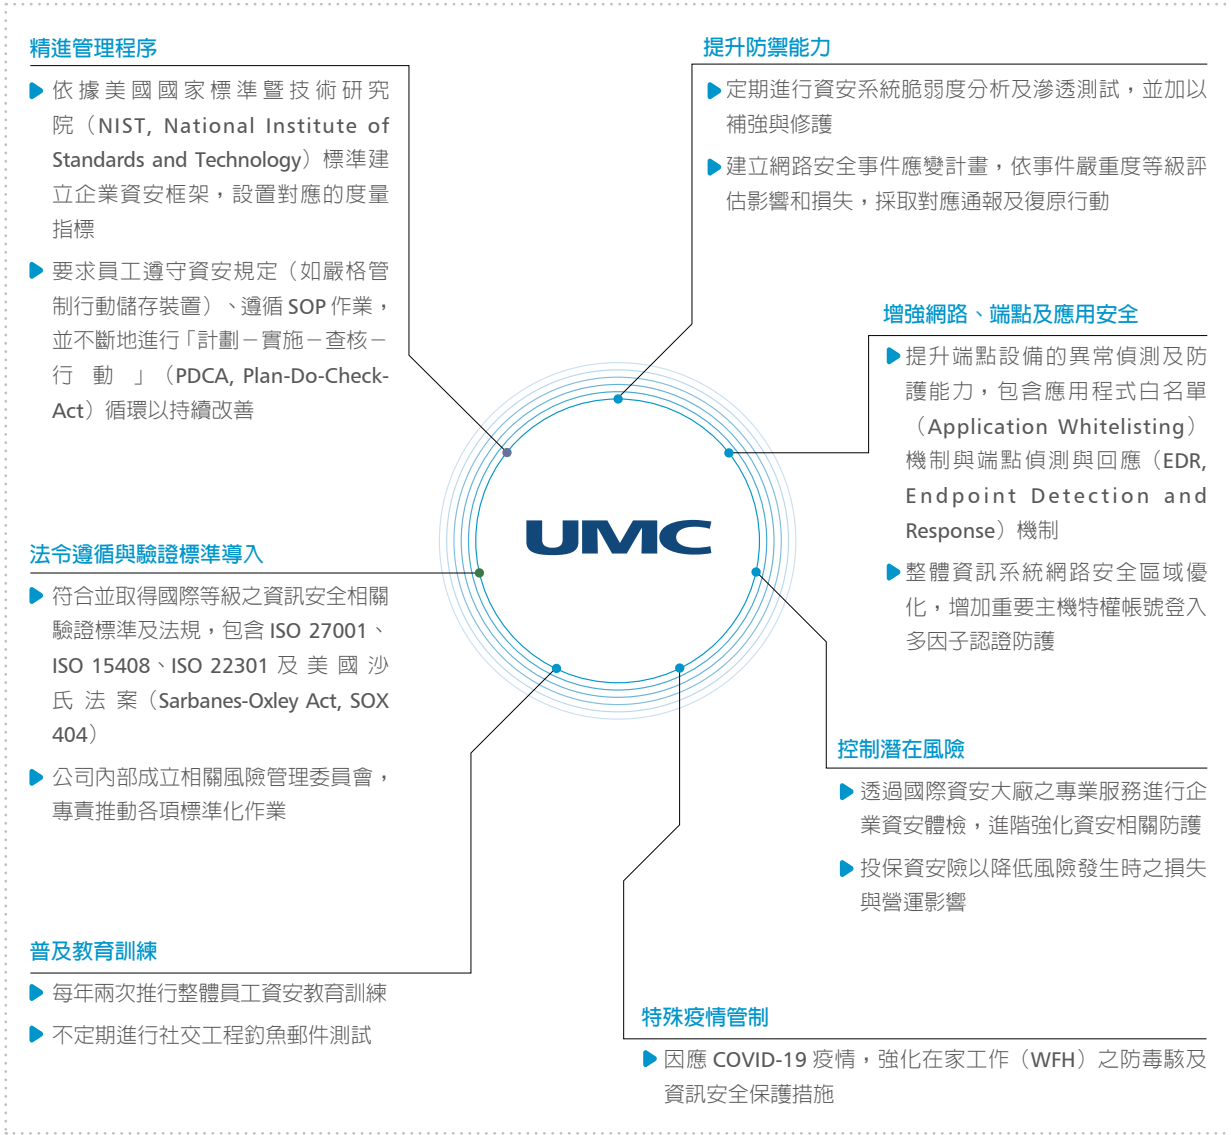 精進管理程序
依據美國國家標準暨技術研究
院（NIST, National Institute of
Standards and Technology）標準建
立企業資安框架，設置對應的度量
指標
要求員工遵守資安規定（如嚴格管
制行動儲存裝置）、遵循 SOP 作業，
並不斷地進行「計劃－實施－查核－
行動」（PDCA, Plan-Do-Check-
Act）循環以持續改善
法令遵循與驗證標準導入
符合並取得國際等級之資訊安全相關
驗證標準及法規，包含 ISO 27001、
ISO 15408、ISO 22301 及美國沙
氏法案（Sarbanes-Oxley Act, SOX
404）
公司內部成立相關風險管理委員會，
專責推動各項標準化作業
普及教育訓練
每年兩次推行整體員工資安教育訓練
不定期進行社交工程釣魚郵件測試
UMC
提升防禦能力
定期進行資安系統脆弱度分析及滲透測試，並加以
補強與修護
建立網路安全事件應變計畫，依事件嚴重度等級評
估影響和損失，採取對應通報及復原行動
增強網路、端點及應用安全
提升端點設備的異常偵測及防
護能力，包含應用程式白名單
（Application Whitelisting）
機制與端點偵測與回應（EDR,
Endpoint Detection and
Response）機制
整體資訊系統網路安全區域優
化，增加重要主機特權帳號登入
多因子認證防護
控制潛在風險
透過國際資安大廠之專業服務進行企
業資安體檢，進階強化資安相關防護
投保資安險以降低風險發生時之損失
與營運影響
特殊疫情管制
因應 COVID-19 疫情，強化在家工作（WFH）之防毒駭及
資訊安全保護措施